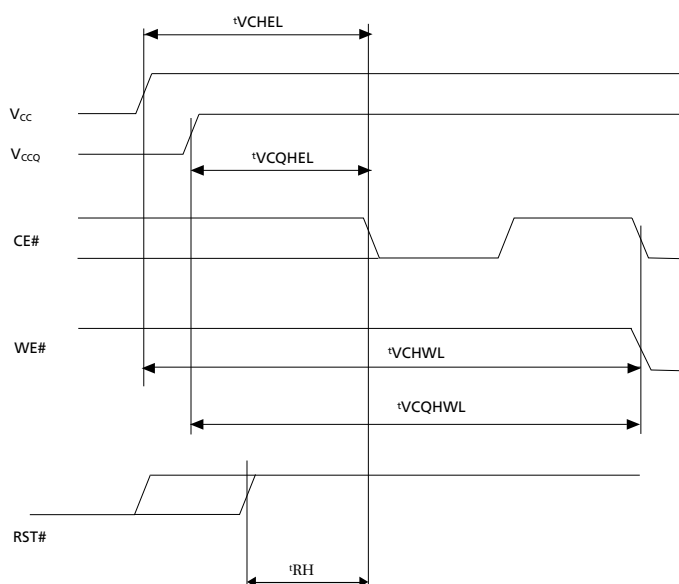 tVCHEL
VCC
VCCQ
tVCQHEL
CE#
WE#
tVCHWL
tVCQHWL
RST#
tRH